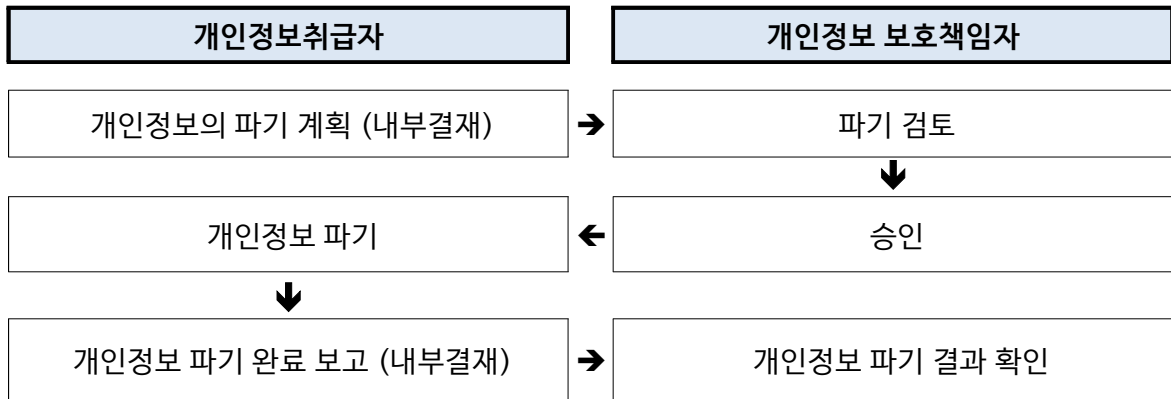 개인정보취급자
개인정보 보호책임자
개인정보의 파기 계획 (내부결재)
파기 검토
개인정보 파기
승인
개인정보 파기 완료 보고 (내부결재)
개인정보 파기 결과 확인